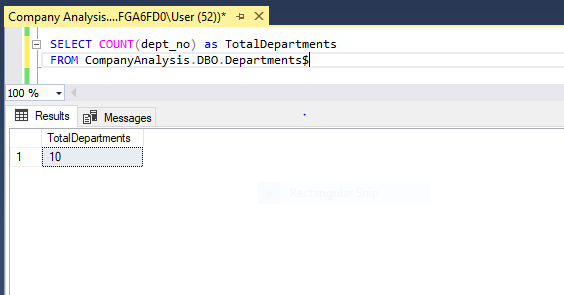 Company Analysis....FGA6FD0\User (52))*
SELECT COUNT(dept_no) as TotalDepartments
FROM CompanyAnalysis.DBO.Departments$
100 %
Results Messages
TotalDepartments
1 10
Rectangular Snip